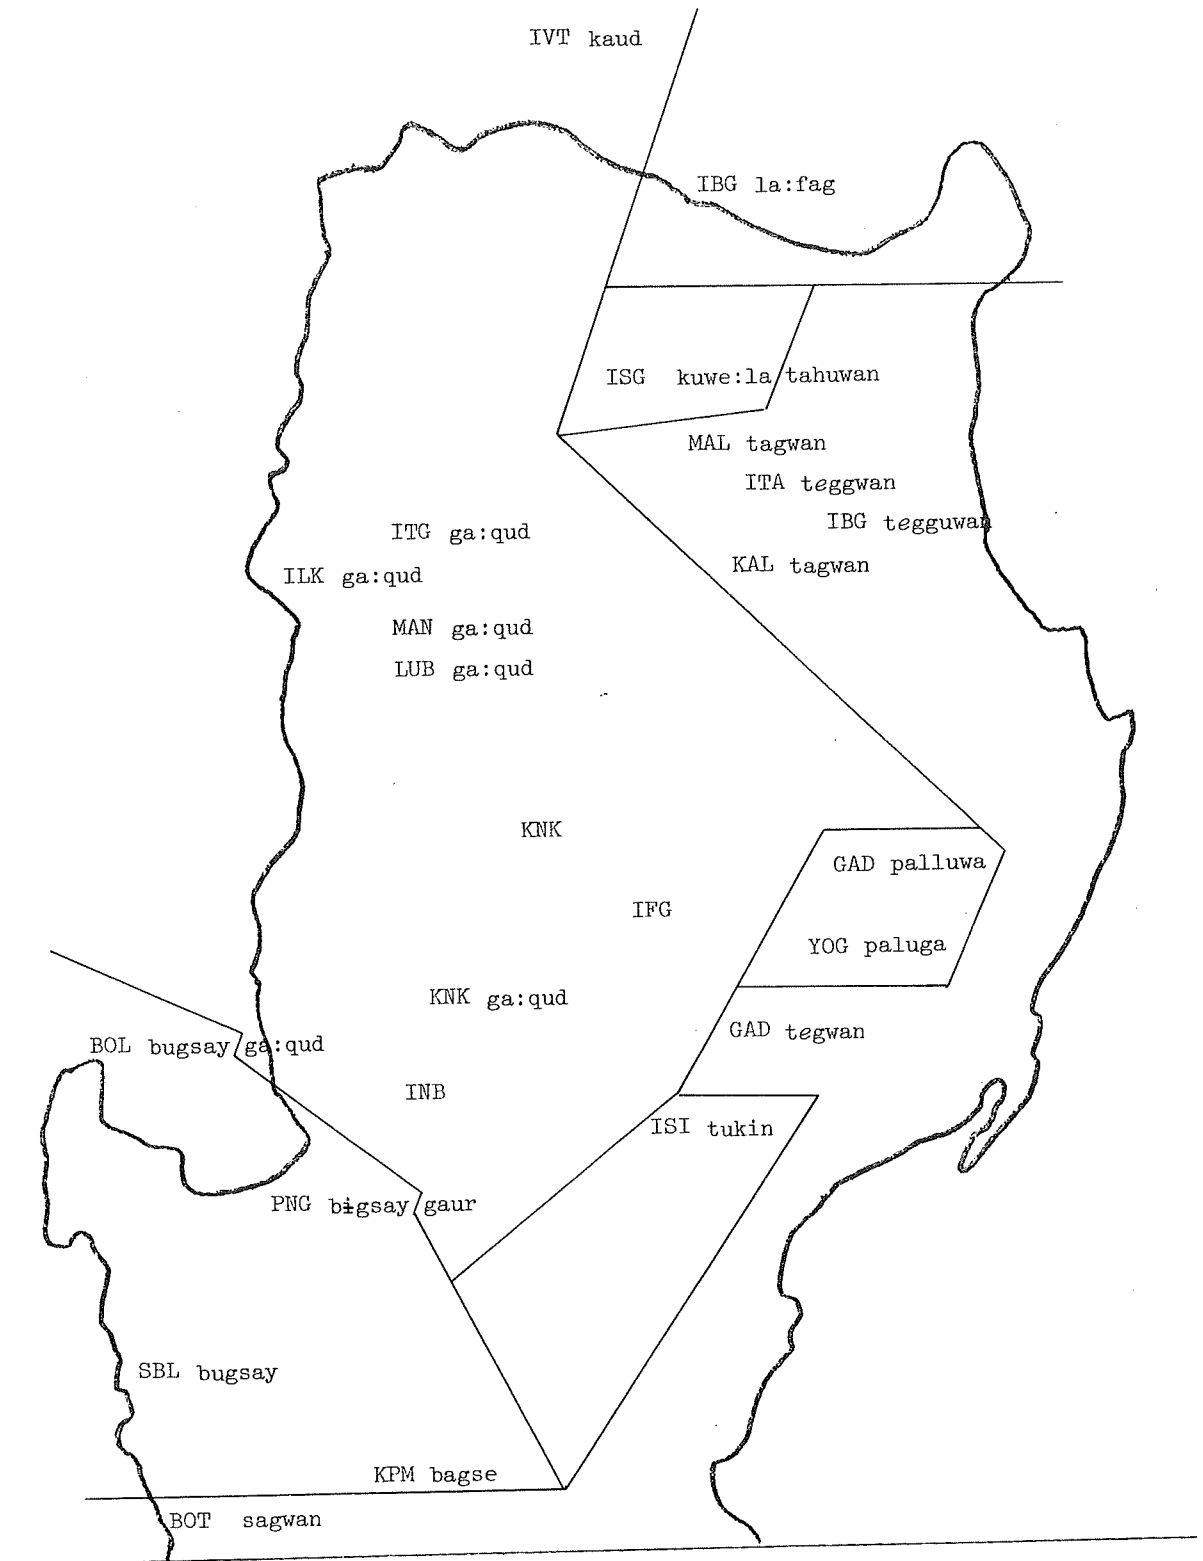 IVT kaud
IBG la:fag
ISG kuwe:la/tahuwan
MAL tagwan
ITA teggwan
IBG tegguwan
ITG ga:qud
KAL tagwan
ILK ga:qud
MAN ga:qud
LUB ga:qud
KNK
GAD palluwa
IFG
YOG paluga
KNK ga:qud
GAD tegwan
BOL bugsay/ga:qud
INB
ISI tukin
PNG bɨgsay/gaur
SBL bugsay
KPM bagse
BOT sagwan